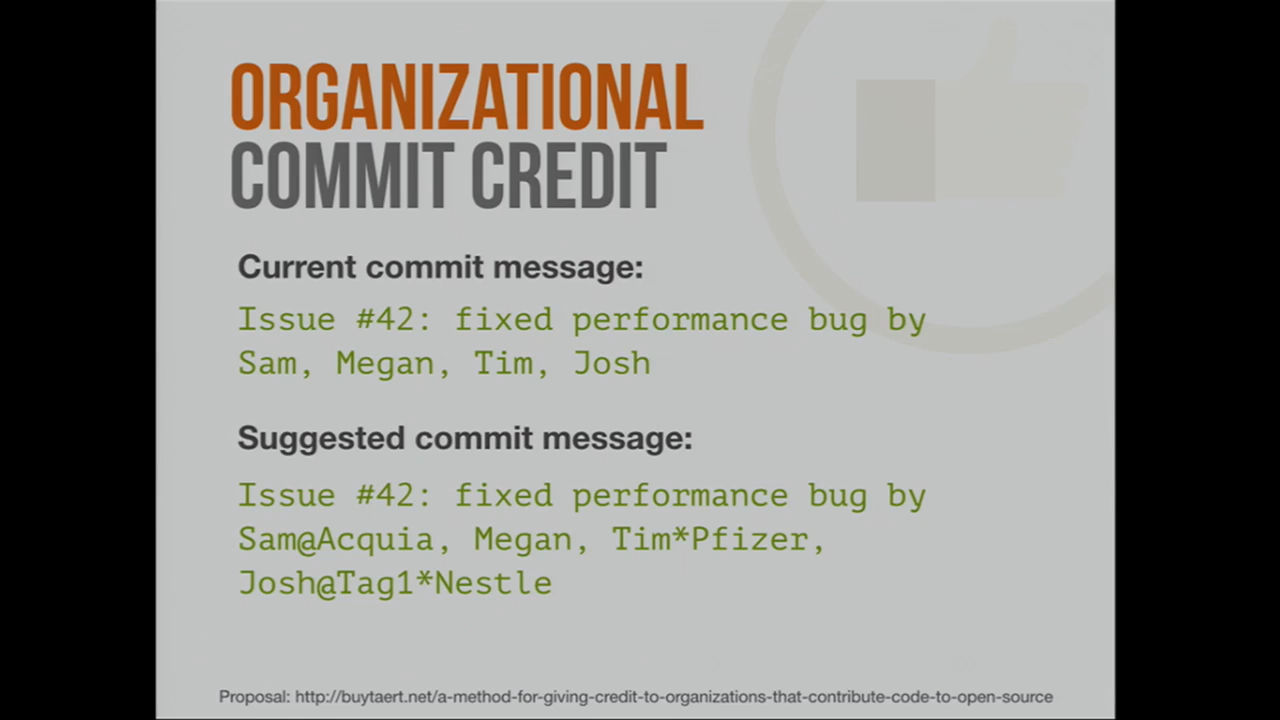 ORGANIZATIONAL
COMMIT CREDIT
Current commit message:
Issue #42: fixed performance bug by
Sam, Megan, Tim, Josh
Suggested commit message:
Issue #42: fixed performance bug by
Sam@Acquia, Megan, Tim*Pfizer,
Josh@Tag1*Nestle
Proposal: http://buytaert.net/a-method-for-giving-credit-to-organizations-that-contribute-code-to-open-source